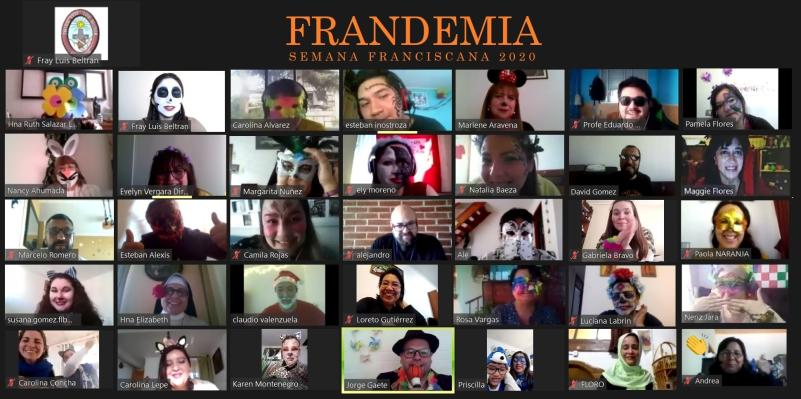 FRANDEMIA
SEMANA FRANCISCANA 2020
Fray Luis Beltran
Hna Ruth Salazar L...
Fray Luis Beltran
Carolina Alvarez
esteban inostroza
Marlene Aravena
Profe Eduardo...
Pamela Flores
Nancy Ahumada
Evelyn Vergara Dir...
Margarita Nuñez
ely moreno
Natalia Baeza
David Gomez
Maggie Flores
Marcelo Romero
Esteban Alexis
Camila Rojas
alejandro
Ale
Gabriela Bravo
Paola NARANJA
susana gomez.flb...
Hna Elizabeth
claudio valenzuela
Loreto Gutiérrez
Rosa Vargas
Luciana Labrin
Neriz Jara
Carolina Concha
Carolina Lepe
Karen Montenegro
Jorge Gaete
Priscilla
FLORO
Andrea